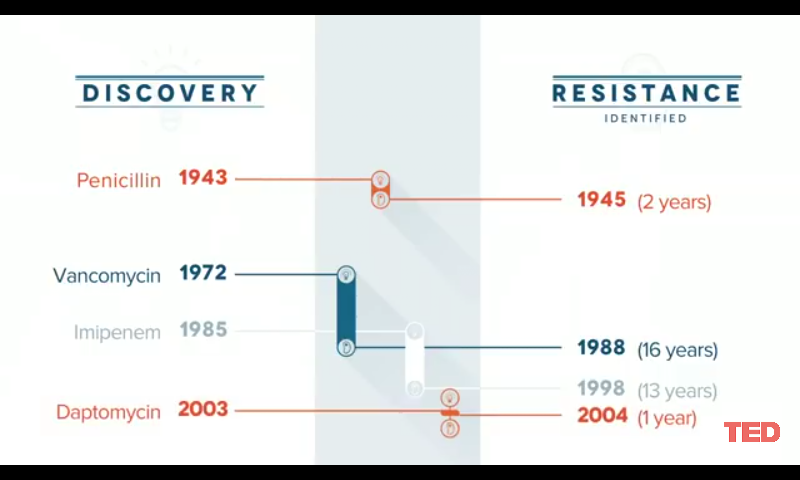 DISCOVERY
RESISTANCE
IDENTIFIED
Penicillin 1943
1945 (2 years)
Vancomycin 1972
Imipenem 1985
1988 (16 years)
1998 (13 years)
Daptomycin 2003
2004 (1 year)
TED